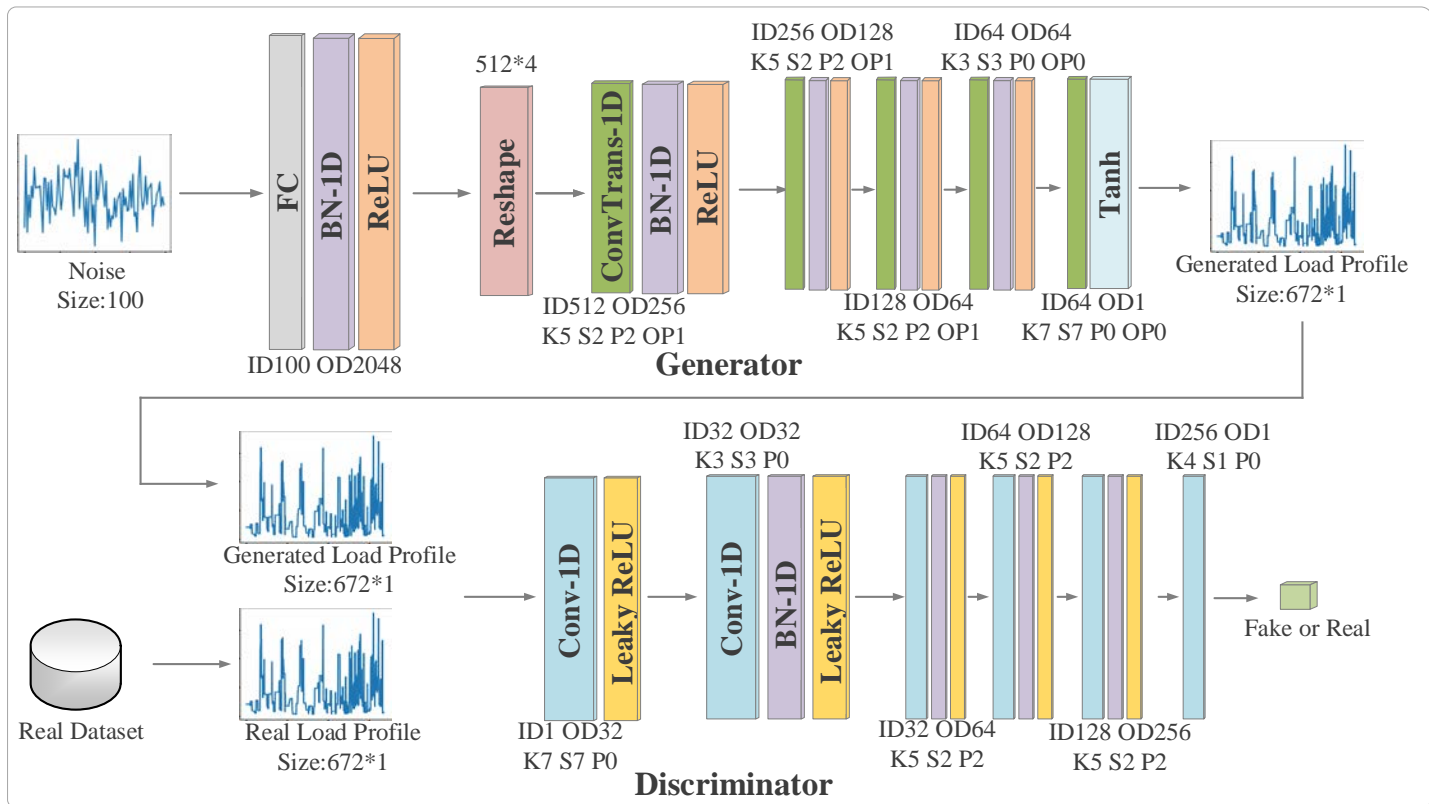 Noise
Size:100
FC
BN-1D
ReLU
ID100 OD2048
512*4
Reshape
ConvTrans-1D
BN-1D
ReLU
ID512 OD256
K5 S2 P2 OP1
ID256 OD128
K5 S2 P2 OP1
ID128 OD64
K5 S2 P2 OP1
ID64 OD64
K3 S3 P0 OP0
Tanh
ID64 OD1
K7 S7 P0 OP0
Generated Load Profile
Size:672*1
Generator
Generated Load Profile
Size:672*1
Real Dataset
Real Load Profile
Size:672*1
Conv-1D
Leaky ReLU
ID1 OD32
K7 S7 P0
ID32 OD32
K3 S3 P0
Conv-1D
BN-1D
Leaky ReLU
ID32 OD64
K5 S2 P2
ID64 OD128
K5 S2 P2
ID128 OD256
K5 S2 P2
ID256 OD1
K4 S1 P0
Fake or Real
Discriminator